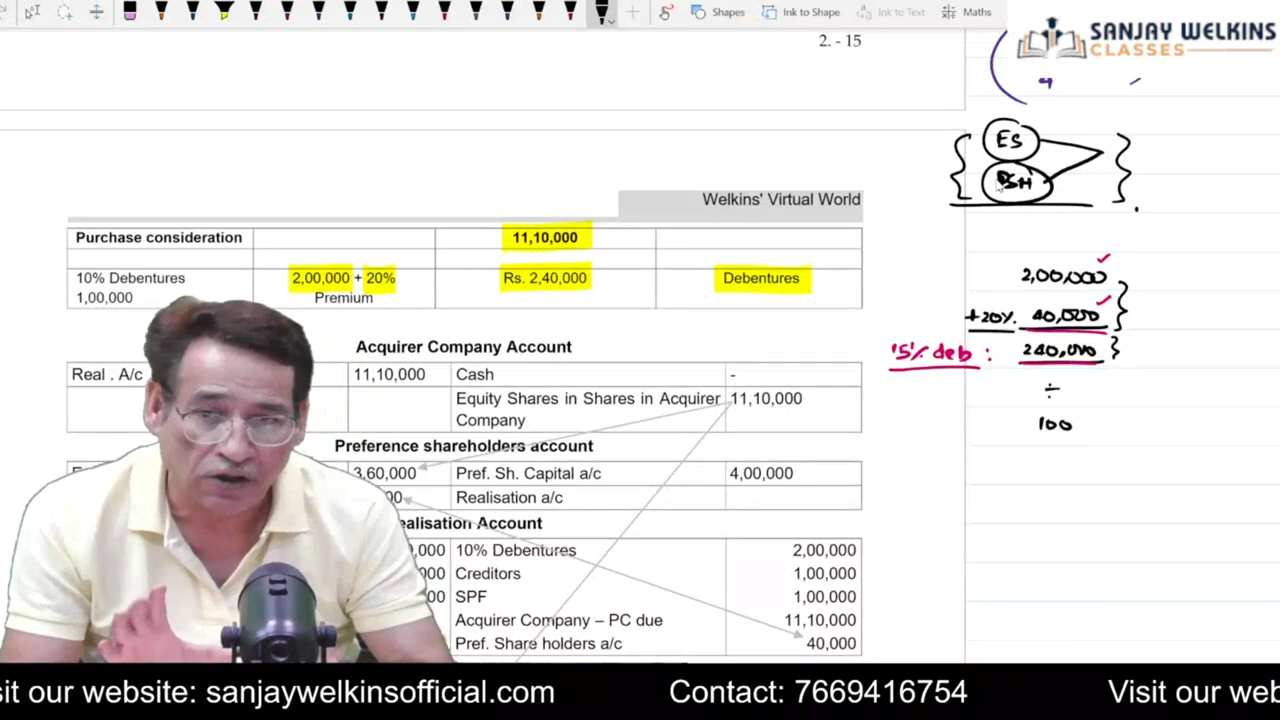 Shapes Ink to Shape Ink to Text Maths
SANJAY WELKINS
CLASSES
2. - 15
ES
PSH
Welkins' Virtual World
Purchase consideration 11,10,000
10% Debentures 2,00,000 + 20% Rs. 2,40,000 Debentures
1,00,000 Premium
2,00,000
+20%. 40,000
'5% deb : 240,000
÷
100
Acquirer Company Account
Real . A/c 11,10,000 Cash -
Equity Shares in Shares in Acquirer 11,10,000
Company
Preference shareholders account
3,60,000 Pref. Sh. Capital a/c 4,00,000
00 Realisation a/c
ealisation Account
,000 10% Debentures 2,00,000
000 Creditors 1,00,000
000 SPF 1,00,000
Acquirer Company – PC due 11,10,000
Pref. Share holders a/c 40,000
sit our website: sanjaywelkinsofficial.com Contact: 7669416754 Visit our web